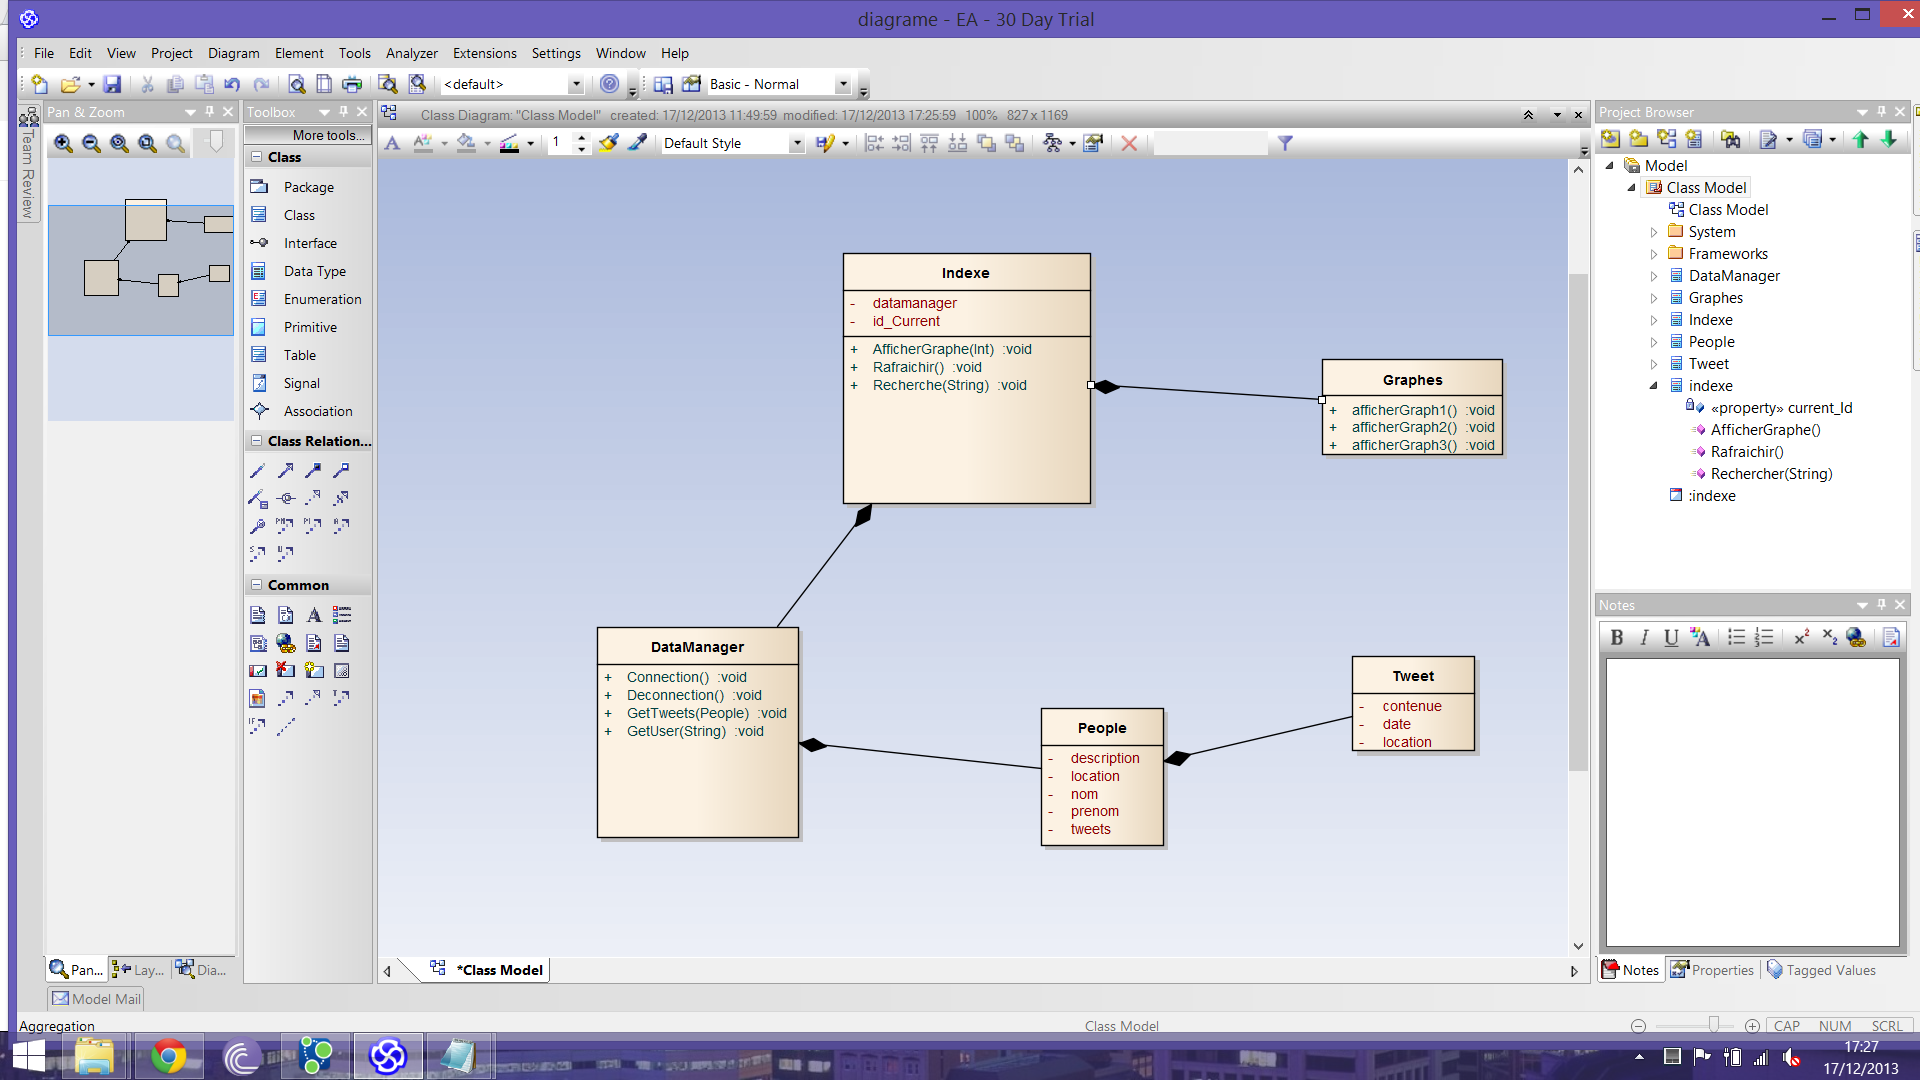 diagrame - EA - 30 Day Trial
File Edit View Project Diagram Element Tools Analyzer Extensions Settings Window Help
<default>
Basic - Normal
Pan & Zoom
Toolbox
Class Diagram: "Class Model" created: 17/12/2013 11:49:59 modified: 17/12/2013 17:25:59 100% 827 x 1169
Project Browser
Team Review
More tools...
1
Default Style
Class
Package
Class
Interface
Data Type
Enumeration
Primitive
Table
Signal
Association
Class Relation...
Common
Indexe
- datamanager
- id_Current
+ AfficherGraphe(Int) :void
+ Rafraichir() :void
+ Recherche(String) :void
Graphes
+ afficherGraph1() :void
+ afficherGraph2() :void
+ afficherGraph3() :void
DataManager
+ Connection() :void
+ Deconnection() :void
+ GetTweets(People) :void
+ GetUser(String) :void
People
- description
- location
- nom
- prenom
- tweets
Tweet
- contenue
- date
- location
Model
Class Model
Class Model
System
Frameworks
DataManager
Graphes
Indexe
People
Tweet
indexe
«property» current_Id
AfficherGraphe()
Rafraichir()
Rechercher(String)
:indexe
Notes
B I U A x² x₂
Pan... Lay... Dia...
*Class Model
Notes Properties Tagged Values
Model Mail
Aggregation
Class Model
CAP NUM SCRL
17:27
17/12/2013